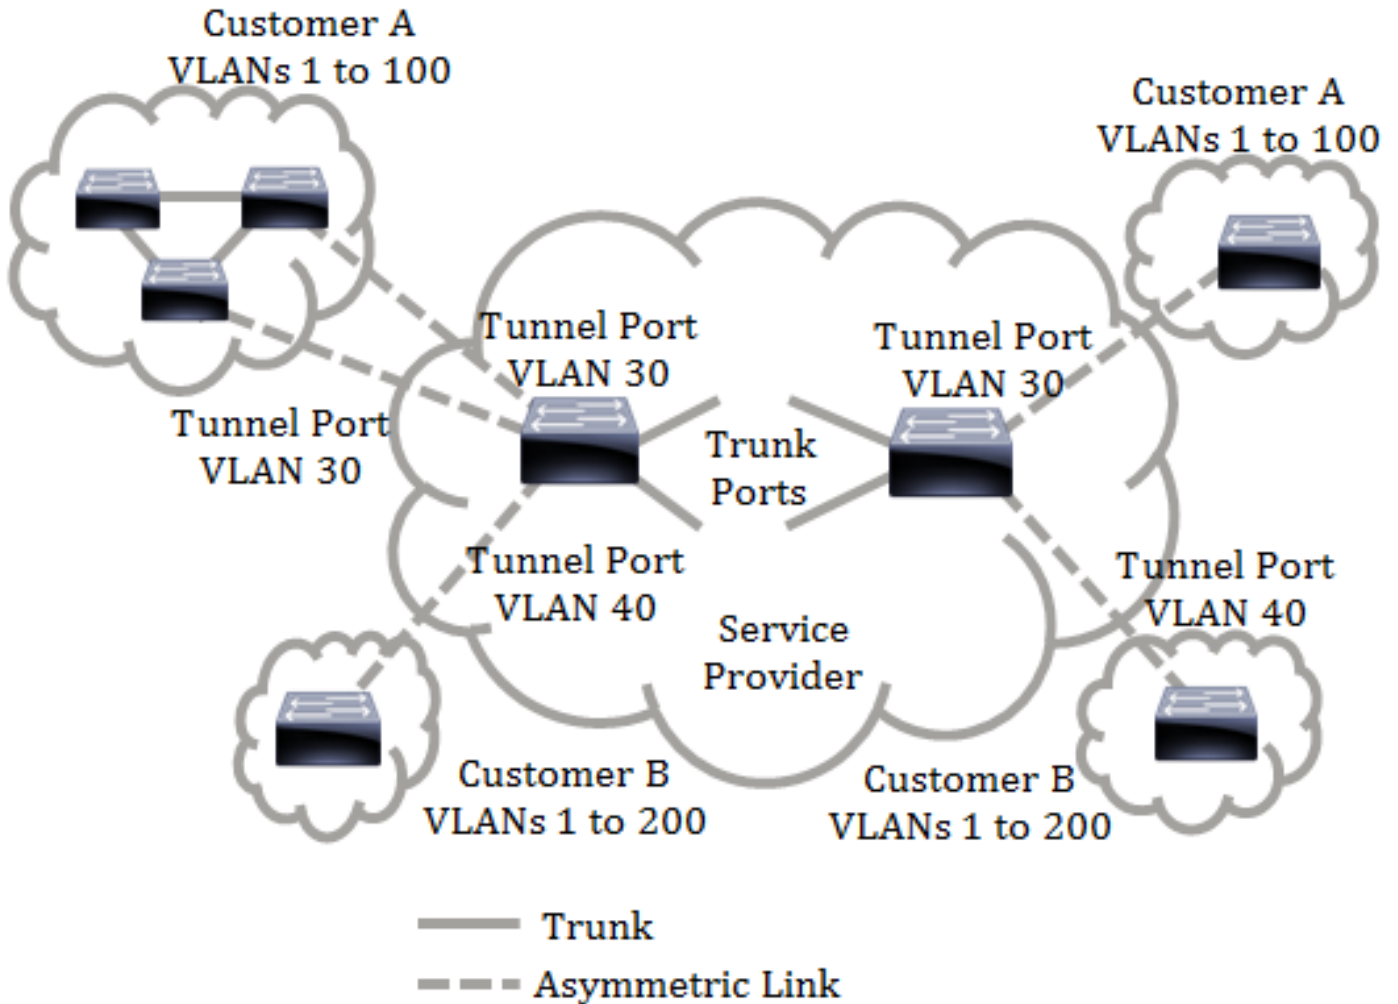 Customer A
VLANs 1 to 100
Customer A
VLANs 1 to 100
Tunnel Port
VLAN 30
Tunnel Port
VLAN 30
Tunnel Port
VLAN 30
Trunk
Ports
Tunnel Port
VLAN 40
Tunnel Port
VLAN 40
Service
Provider
Customer B
VLANs 1 to 200
Customer B
VLANs 1 to 200
Trunk
Asymmetric Link